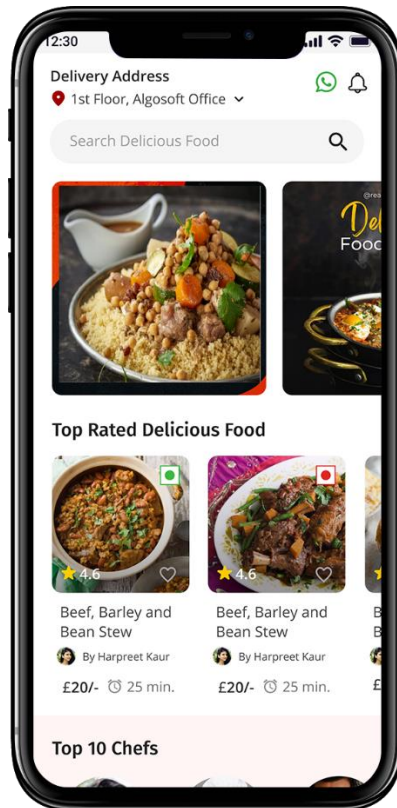 12:30
Delivery Address
1st Floor, Algosoft Office
Search Delicious Food
@rea
Del
Food
Top Rated Delicious Food
4.6
4.6
Beef, Barley and
Bean Stew
Beef, Barley and
Bean Stew
B
B
By Harpreet Kaur
By Harpreet Kaur
£20/- 25 min.
£20/- 25 min.
£
Top 10 Chefs